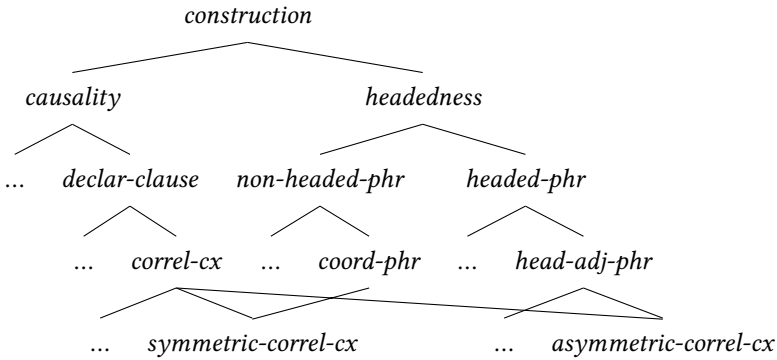 construction
causality headedness
... declar-clause non-headed-phr headed-phr
... correl-cx ... coord-phr ... head-adj-phr
... symmetric-correl-cx ... asymmetric-correl-cx